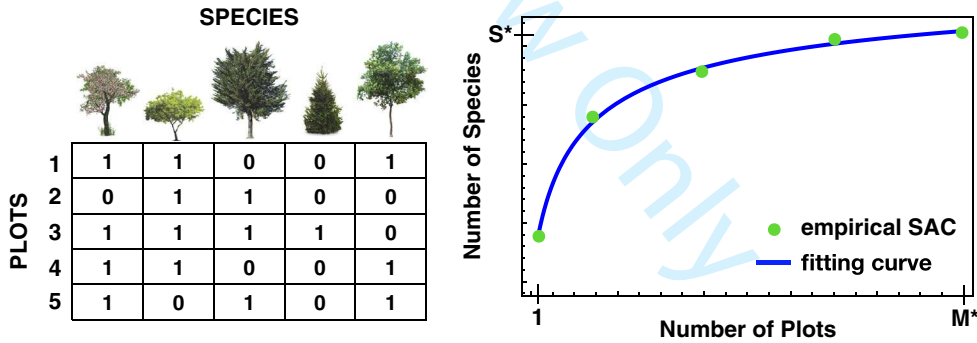 SPECIES
PLOTS
1 1 1 0 0 1
2 0 1 1 0 0
3 1 1 1 1 0
4 1 1 0 0 1
5 1 0 1 0 1
S*
Number of Species
w Only
empirical SAC
fitting curve
1 M*
Number of Plots